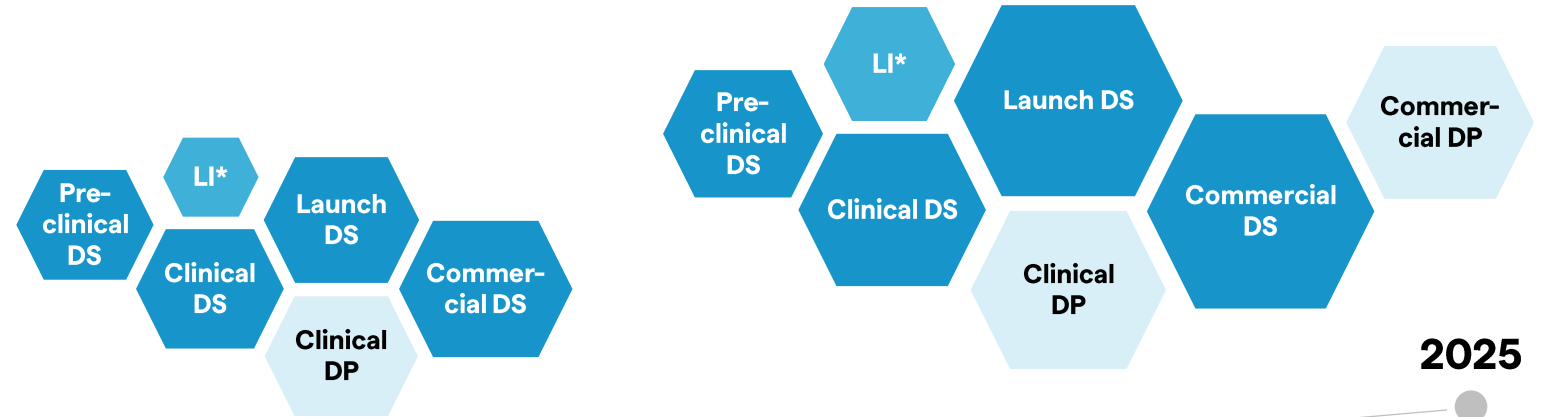 Pre-
clinical
DS
LI*
Clinical
DS
Launch
DS
Clinical
DP
Commer-
cial DS
Pre-
clinical
DS
LI*
Clinical DS
Launch DS
Clinical
DP
Commercial
DS
Commer-
cial DP
2025